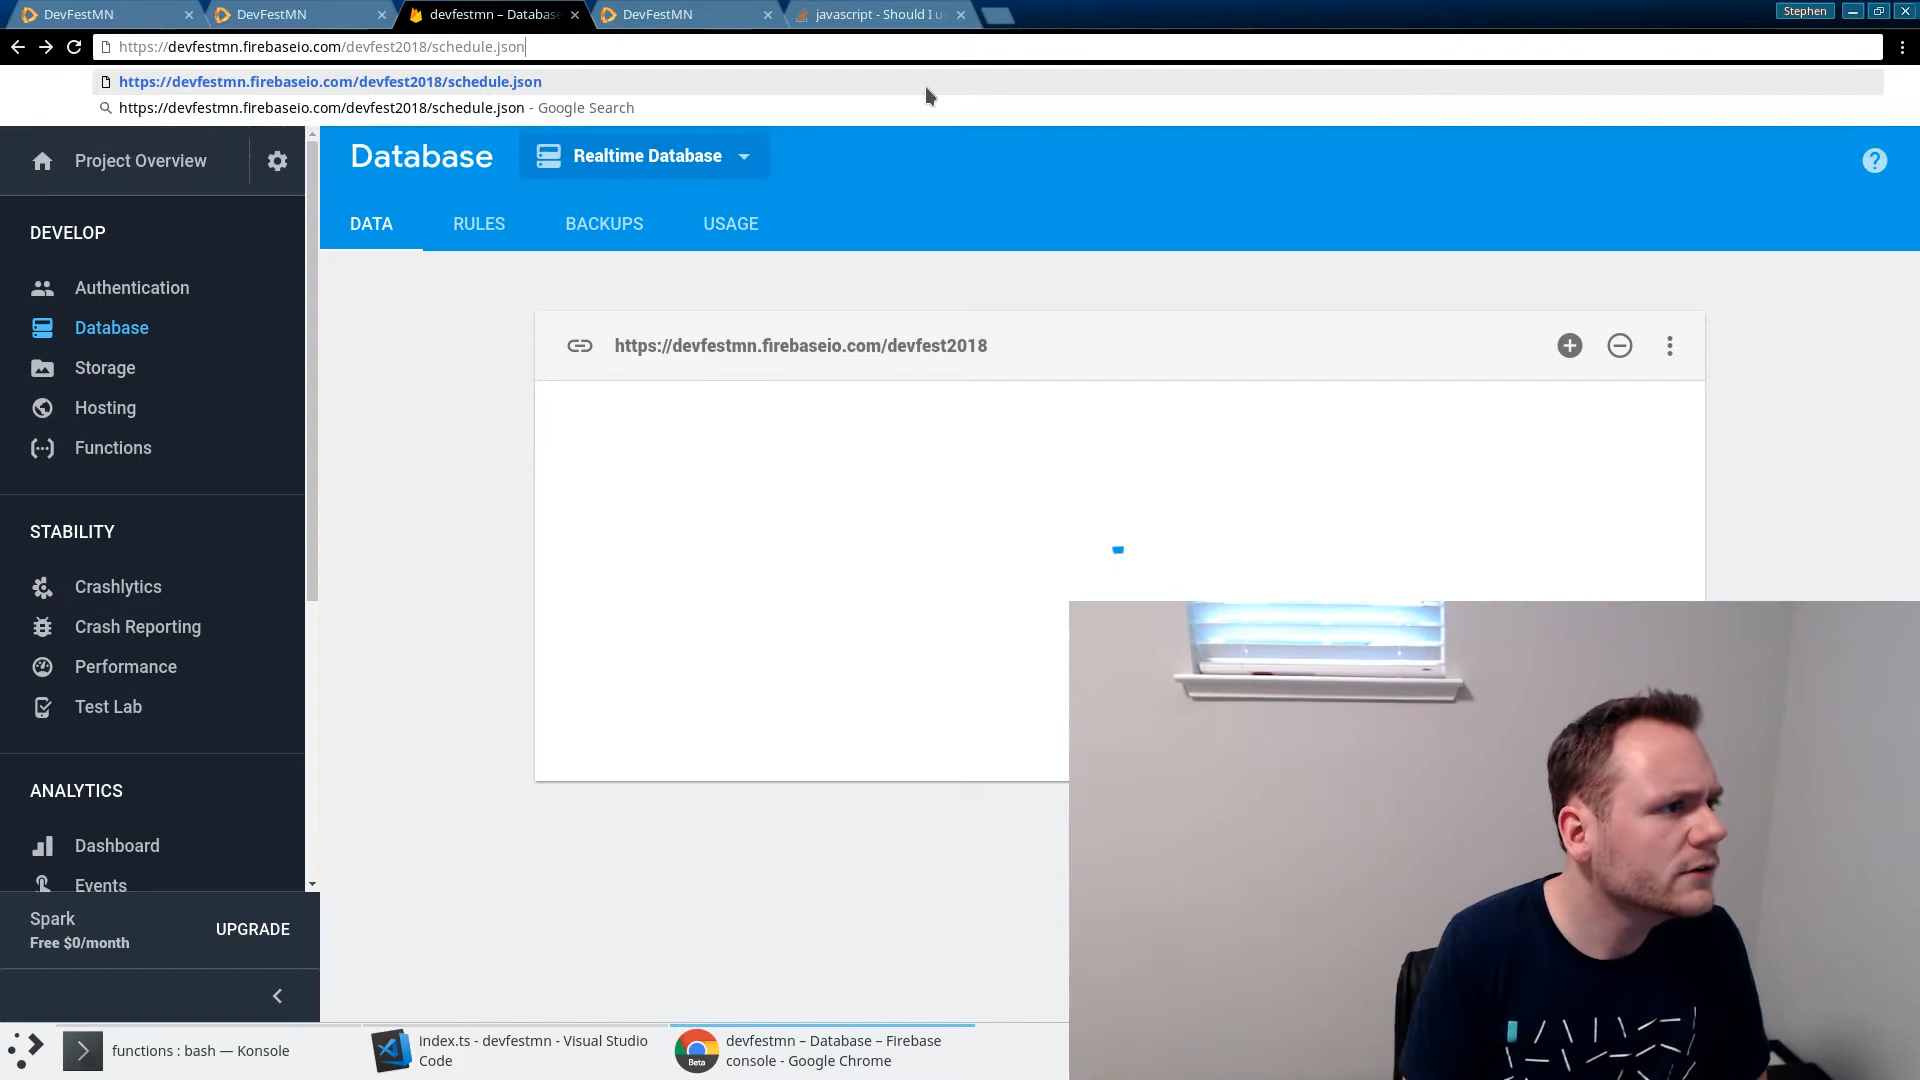 DevFestMN
DevFestMN
devfestmn – Databas
DevFestMN
javascript - Should I u
Stephen
https://devfestmn.firebaseio.com/devfest2018/schedule.json
https://devfestmn.firebaseio.com/devfest2018/schedule.json
https://devfestmn.firebaseio.com/devfest2018/schedule.json - Google Search
Project Overview
Database
Realtime Database
DATA
RULES
BACKUPS
USAGE
https://devfestmn.firebaseio.com/devfest2018
DEVELOP
Authentication
Database
Storage
Hosting
Functions
STABILITY
Crashlytics
Crash Reporting
Performance
Test Lab
ANALYTICS
Dashboard
Events
Spark
Free $0/month
UPGRADE
functions : bash — Konsole
index.ts - devfestmn - Visual Studio
Code
Beta
devfestmn – Database – Firebase
console - Google Chrome